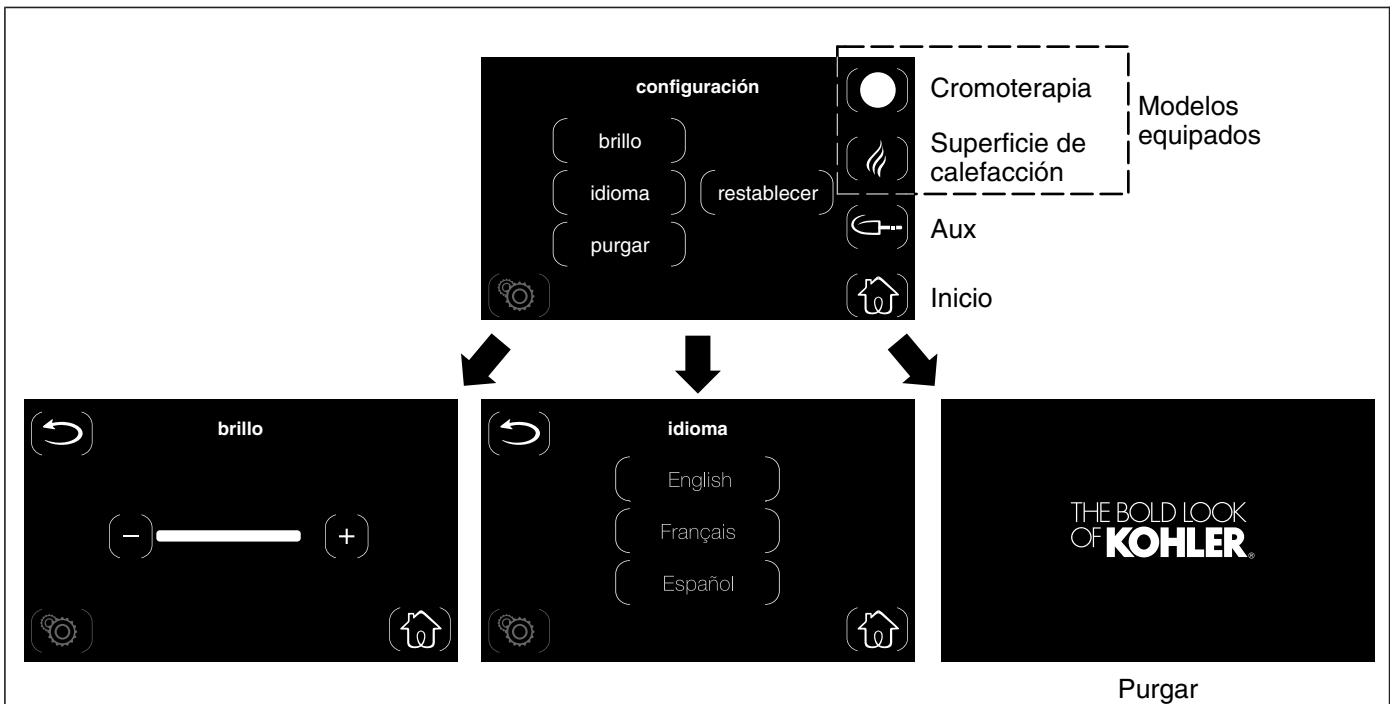 configuración
brillo
idioma
restablecer
purgar
Cromoterapia
Superficie de
calefacción
Modelos
equipados
Aux
Inicio
brillo
−
+
idioma
English
Français
Español
THE BOLD LOOK
OF KOHLER®
Purgar